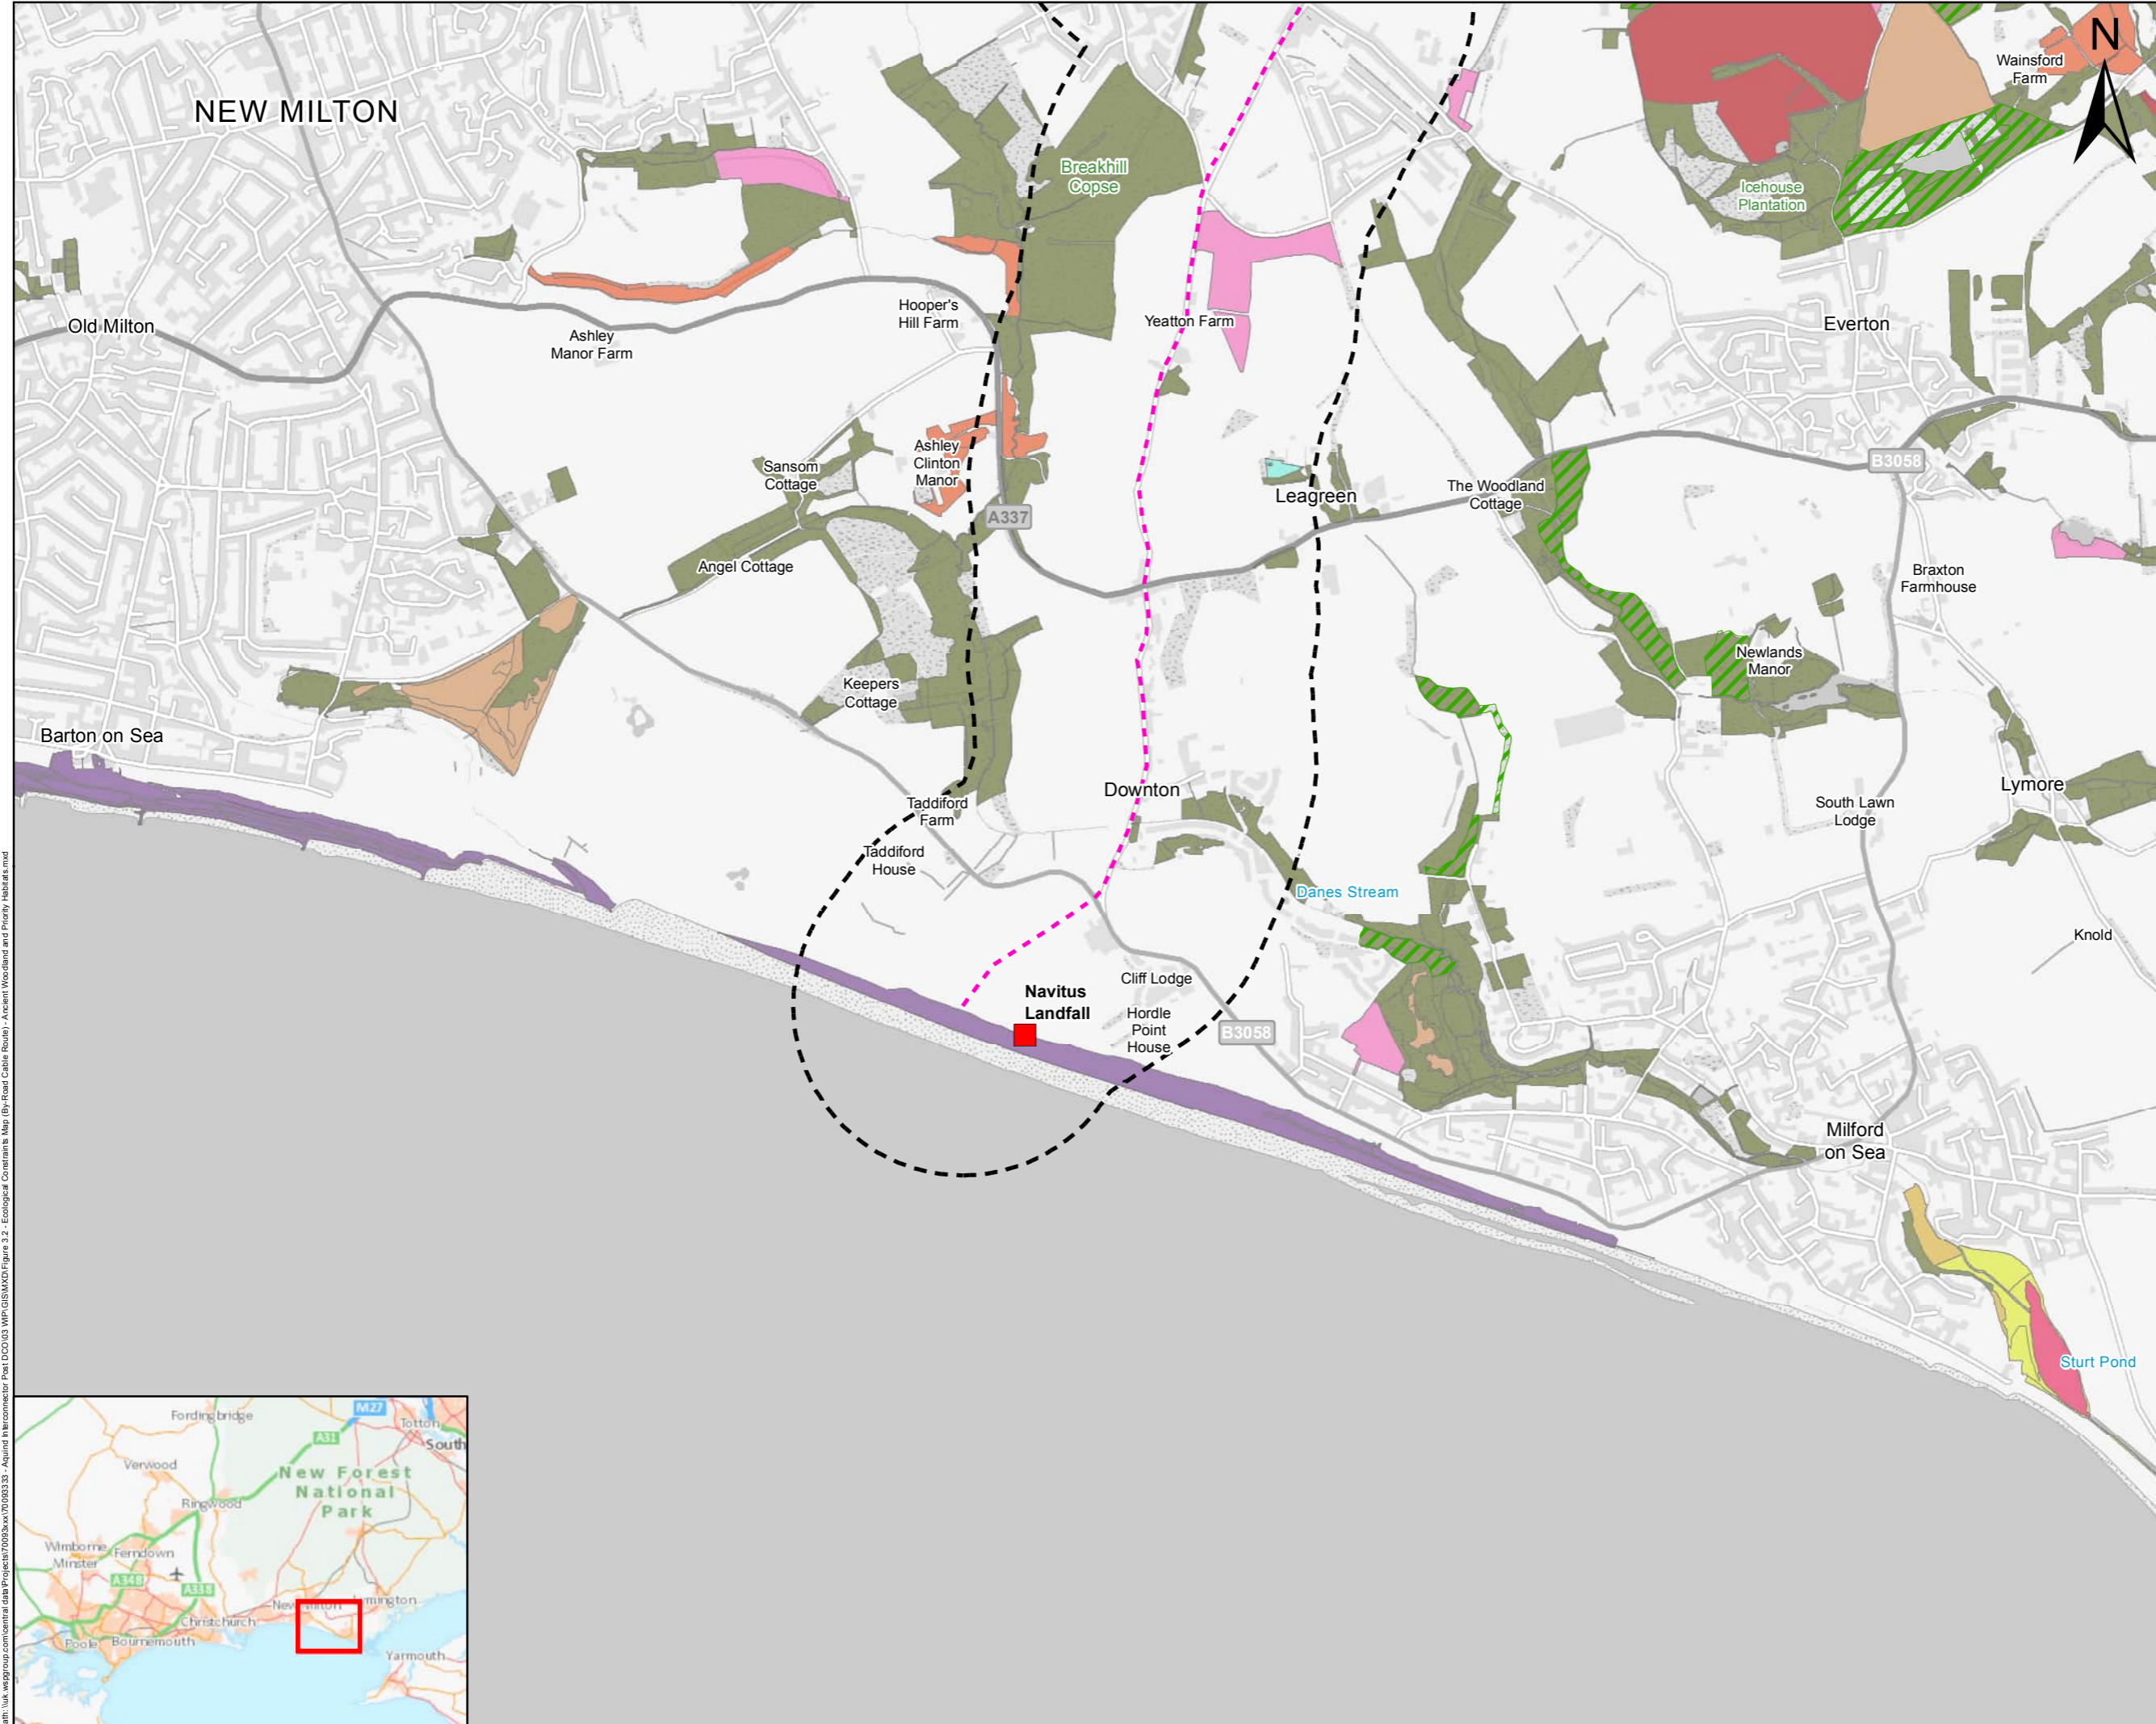 N
NEW MILTON
Wainsford
Farm
Breakhill
Copse
Icehouse
Plantation
Old Milton
Ashley
Manor Farm
Hooper's
Hill Farm
Yeatton Farm
Everton
Ashley
Clinton
Manor
Sansom
Cottage
A337
Leagreen
The Woodland
Cottage
B3058
Angel Cottage
Braxton
Farmhouse
Newlands
Manor
Keepers
Cottage
Barton on Sea
Downton
Taddiford
Farm
Taddiford
House
South Lawn
Lodge
Lymore
Danes Stream
Knold
Cliff Lodge
Navitus
Landfall
Hordle
Point
House
B3058
Milford
on Sea
Sturt Pond
Fordingbridge
M27
Totton
A31
South
Verwood
New Forest
National
Park
Ringwood
Wimborne
Minster
Ferndown
A348
A338
New Milton
Lymington
Christchurch
Poole
Bournemouth
Yarmouth